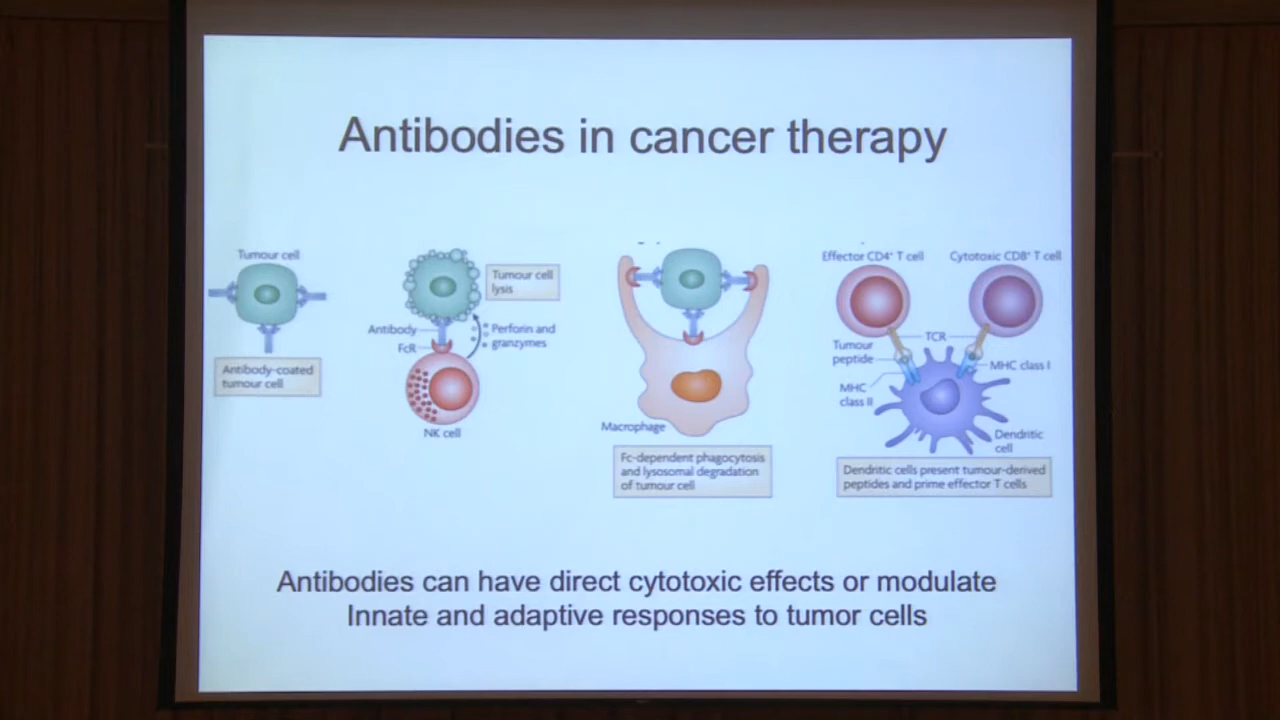 Antibodies in cancer therapy
Tumour cell
Antibody-coated
tumour cell
Tumour cell
lysis
Antibody
FcR
Perforin and
granzymes
NK cell
Macrophage
Fc-dependent phagocytosis
and lysosomal degradation
of tumour cell
Effector CD4⁺ T cell
Cytotoxic CD8⁺ T cell
TCR
Tumour
peptide
MHC class I
MHC
class II
Dendritic
cell
Dendritic cells present tumour-derived
peptides and prime effector T cells
Antibodies can have direct cytotoxic effects or modulate
Innate and adaptive responses to tumor cells